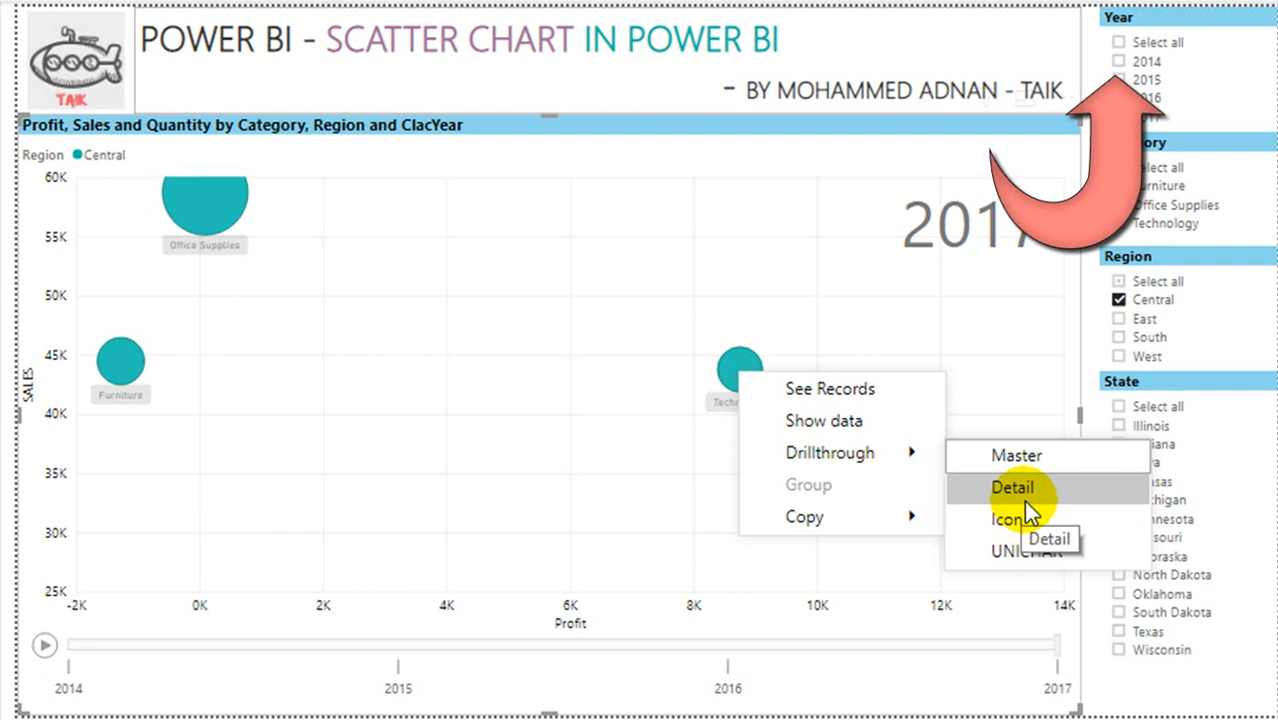 POWER BI - SCATTER CHART IN POWER BI
- BY MOHAMMED ADNAN - TAIK
TAIK
Profit, Sales and Quantity by Category, Region and ClacYear
Region Central
60K
55K
50K
45K
40K
35K
30K
25K
SALES
2017
Office Supplies
Furniture
-2K 0K 2K 4K 6K 8K 10K 12K 14K
Profit
2014 2015 2016 2017
See Records
Show data
Drillthrough
Group
Copy
Master
Detail
Detail
Year
Select all
2014
2015
Select all
Furniture
Office Supplies
Technology
Region
Select all
Central
East
South
West
State
Select all
Illinois
North Dakota
Oklahoma
South Dakota
Texas
Wisconsin